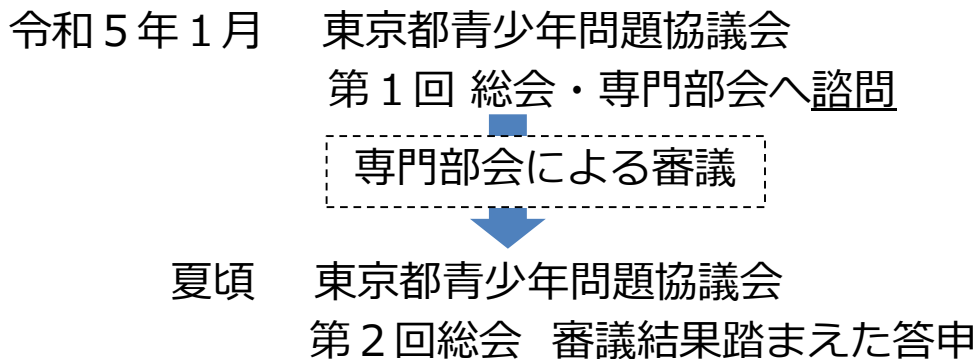 令和５年１月　東京都青少年問題協議会
第１回 総会・専門部会へ諮問
専門部会による審議
夏頃　東京都青少年問題協議会
第２回総会　審議結果踏まえた答申